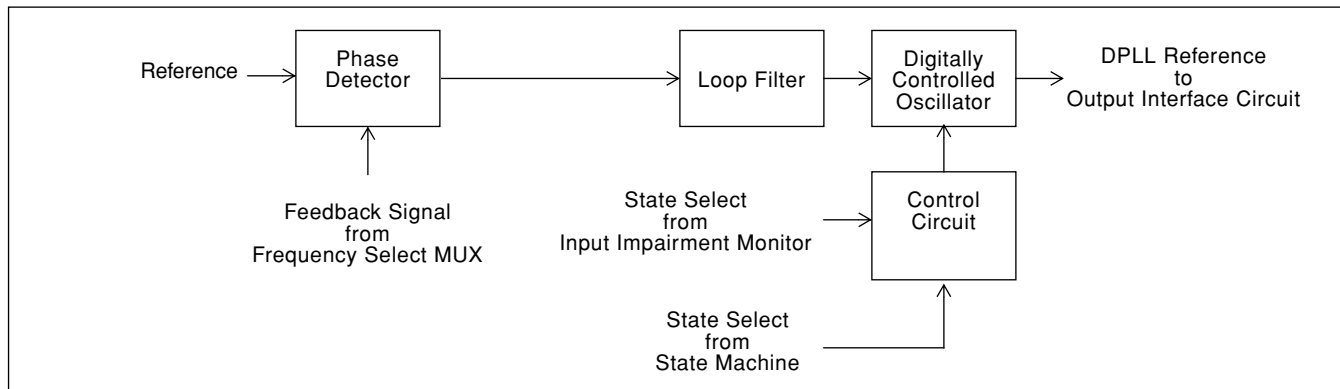 Reference
Phase
Detector
Loop Filter
Digitally
Controlled
Oscillator
DPLL Reference
to
Output Interface Circuit
Feedback Signal
from
Frequency Select MUX
State Select
from
Input Impairment Monitor
Control
Circuit
State Select
from
State Machine